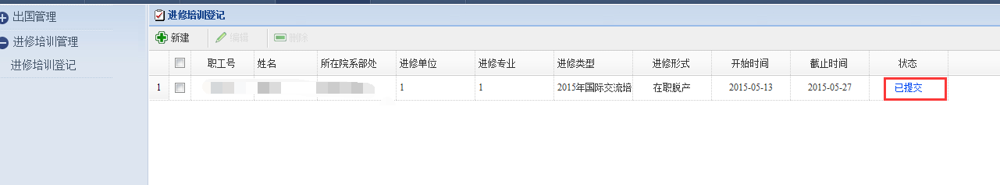 出国管理
进修培训管理
进修培训登记
进修培训登记
新建 编辑 删除
职工号 姓名 所在院系部处 进修单位 进修专业 进修类型 进修形式 开始时间 截止时间 状态
1 1 1 2015年国际交流培 在职脱产 2015-05-13 2015-05-27 已提交